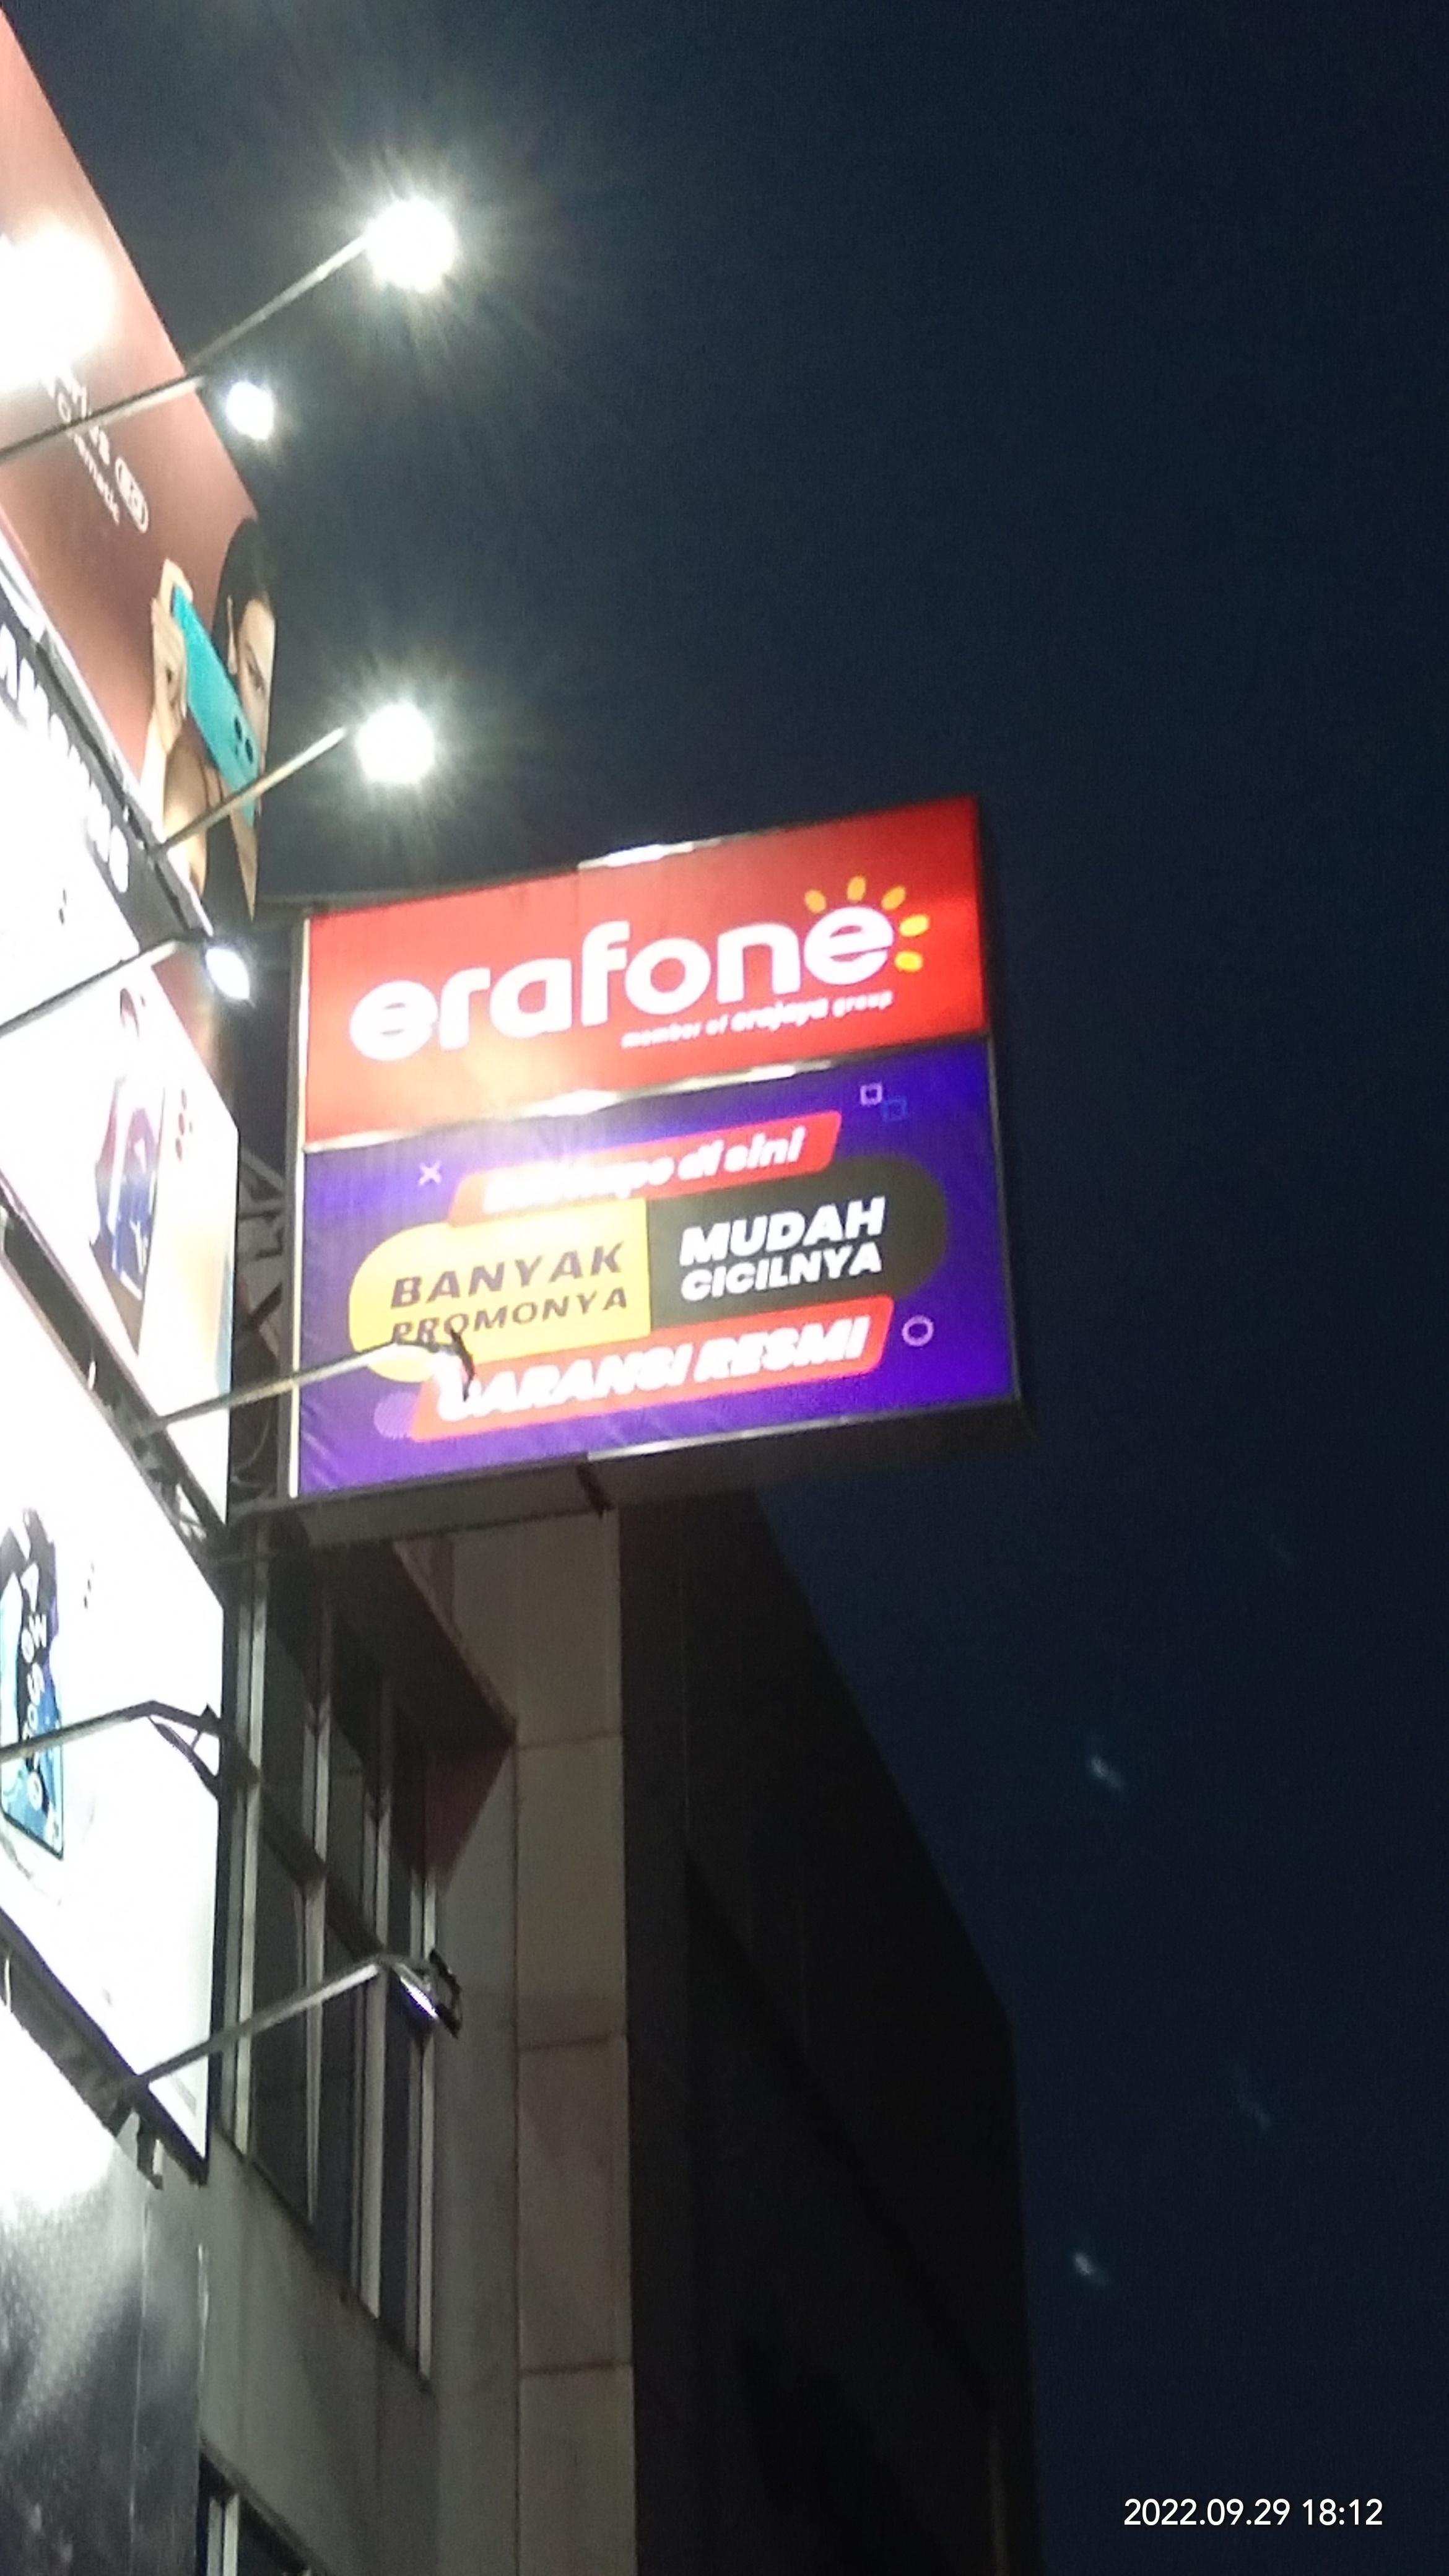 erafone
member of erajaya group
di sini
BANYAK
PROMONYA
MUDAH
CICILNYA
GARANSI RESMI
2022.09.29 18:12